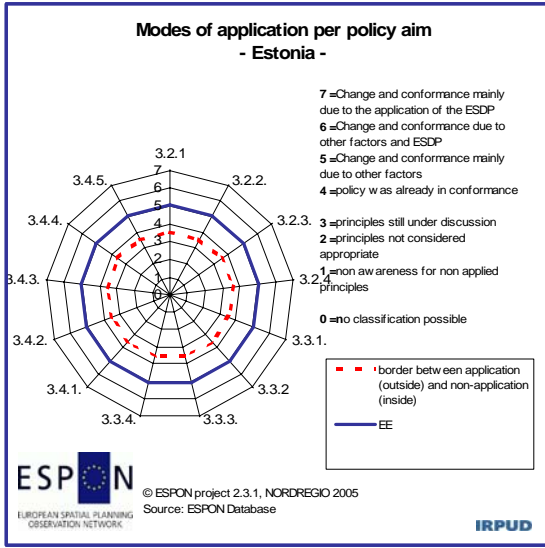 Modes of application per policy aim
- Estonia -
7 =Change and conformance mainly
due to the application of the ESDP
6 =Change and conformance due to
other factors and ESDP
5 =Change and conformance mainly
due to other factors
4 =policy was already in conformance
3 =principles still under discussion
2 =principles not considered
appropriate
1 =non awareness for non applied
principles
0 =no classification possible
3.2.1
3.2.2.
3.2.3.
3.2.4
3.3.1.
3.3.2
3.3.3.
3.3.4.
3.4.1.
3.4.2.
3.4.3.
3.4.4.
3.4.5.
7
6
5
4
3
2
1
0
border between application
(outside) and non-application
(inside)
EE
ESPON
EUROPEAN SPATIAL PLANNING
OBSERVATION NETWORK
© ESPON project 2.3.1, NORDREGIO 2005
Source: ESPON Database
IRPUD